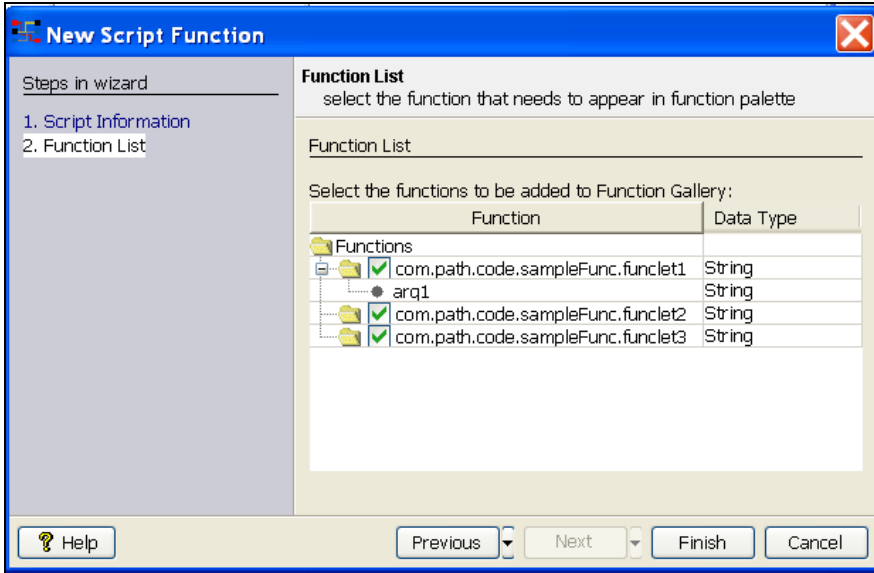 New Script Function
Steps in wizard
1. Script Information
2. Function List
Function List
select the function that needs to appear in function palette
Function List
Select the functions to be added to Function Gallery:
Function Data Type
Functions
com.path.code.sampleFunc.funclet1 String
arq1 String
com.path.code.sampleFunc.funclet2 String
com.path.code.sampleFunc.funclet3 String
Help Previous Next Finish Cancel